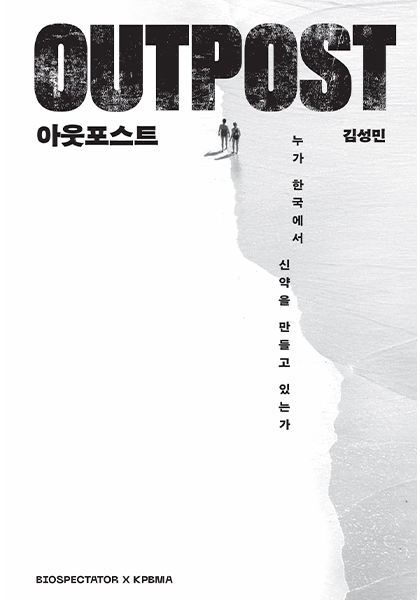 OUTPOST
아웃포스트
김성민
누가 한국에서
신약을 만들고 있는가
BIOSPECTATOR X KPBMA